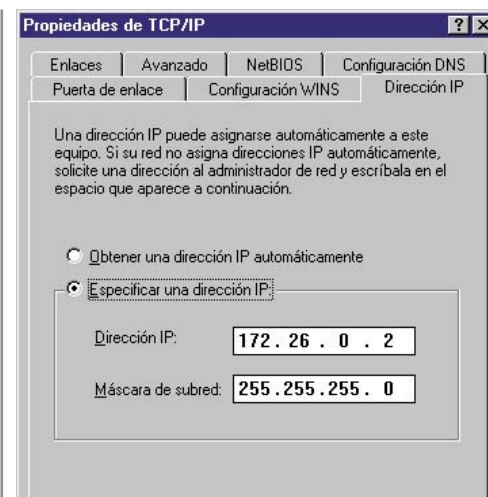 Propiedades de TCP/IP
Enlaces Avanzado NetBIOS Configuración DNS
Puerta de enlace Configuración WINS Dirección IP
Una dirección IP puede asignarse automáticamente a este
equipo. Si su red no asigna direcciones IP automáticamente,
solicite una dirección al administrador de red y escríbala en el
espacio que aparece a continuación.
Obtener una dirección IP automáticamente
Especificar una dirección IP:
Dirección IP: 172.26.0.2
Máscara de subred: 255.255.255.0